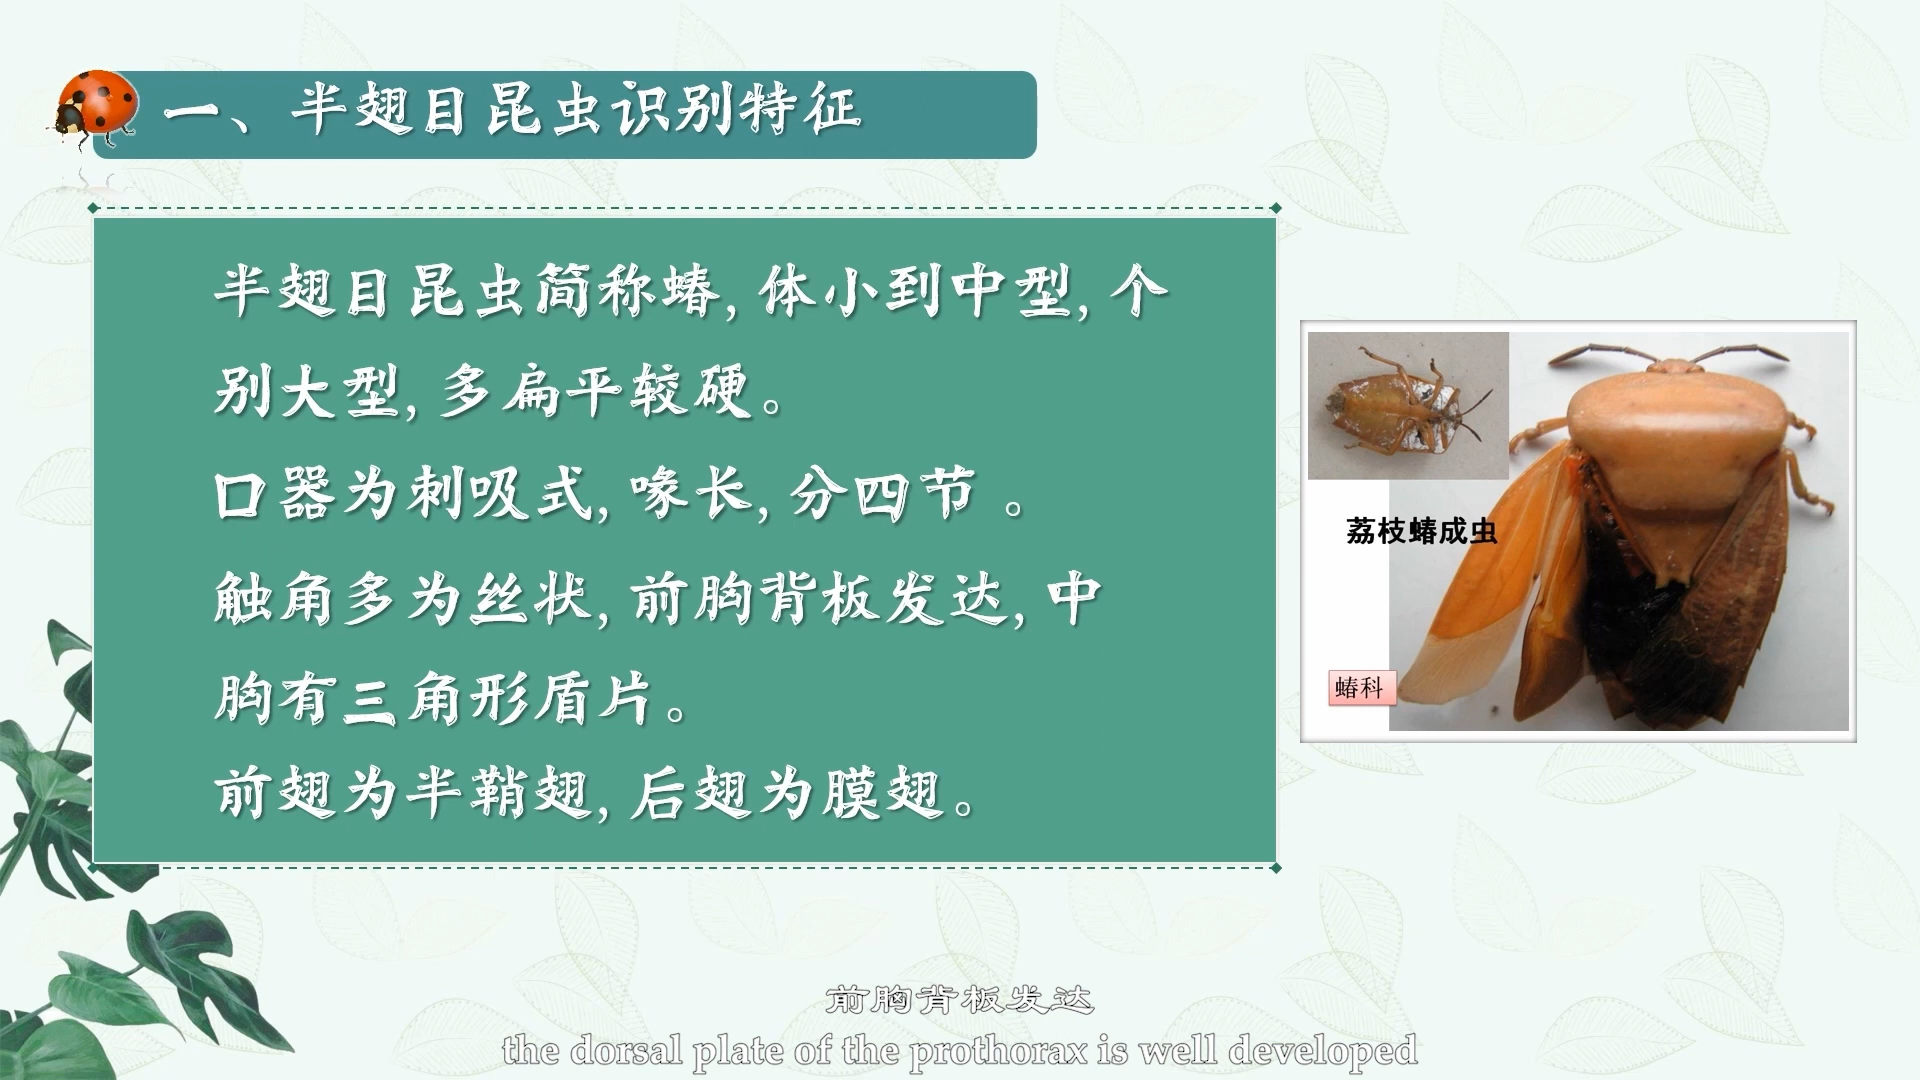 一、半翅目昆虫识别特征
半翅目昆虫简称蝽,体小到中型,个
别大型,多扁平较硬。
口器为刺吸式,喙长,分四节 。
触角多为丝状,前胸背板发达,中
胸有三角形盾片。
前翅为半鞘翅,后翅为膜翅。
荔枝蝽成虫
蝽科
前胸背板发达
the dorsal plate of the prothorax is well developed